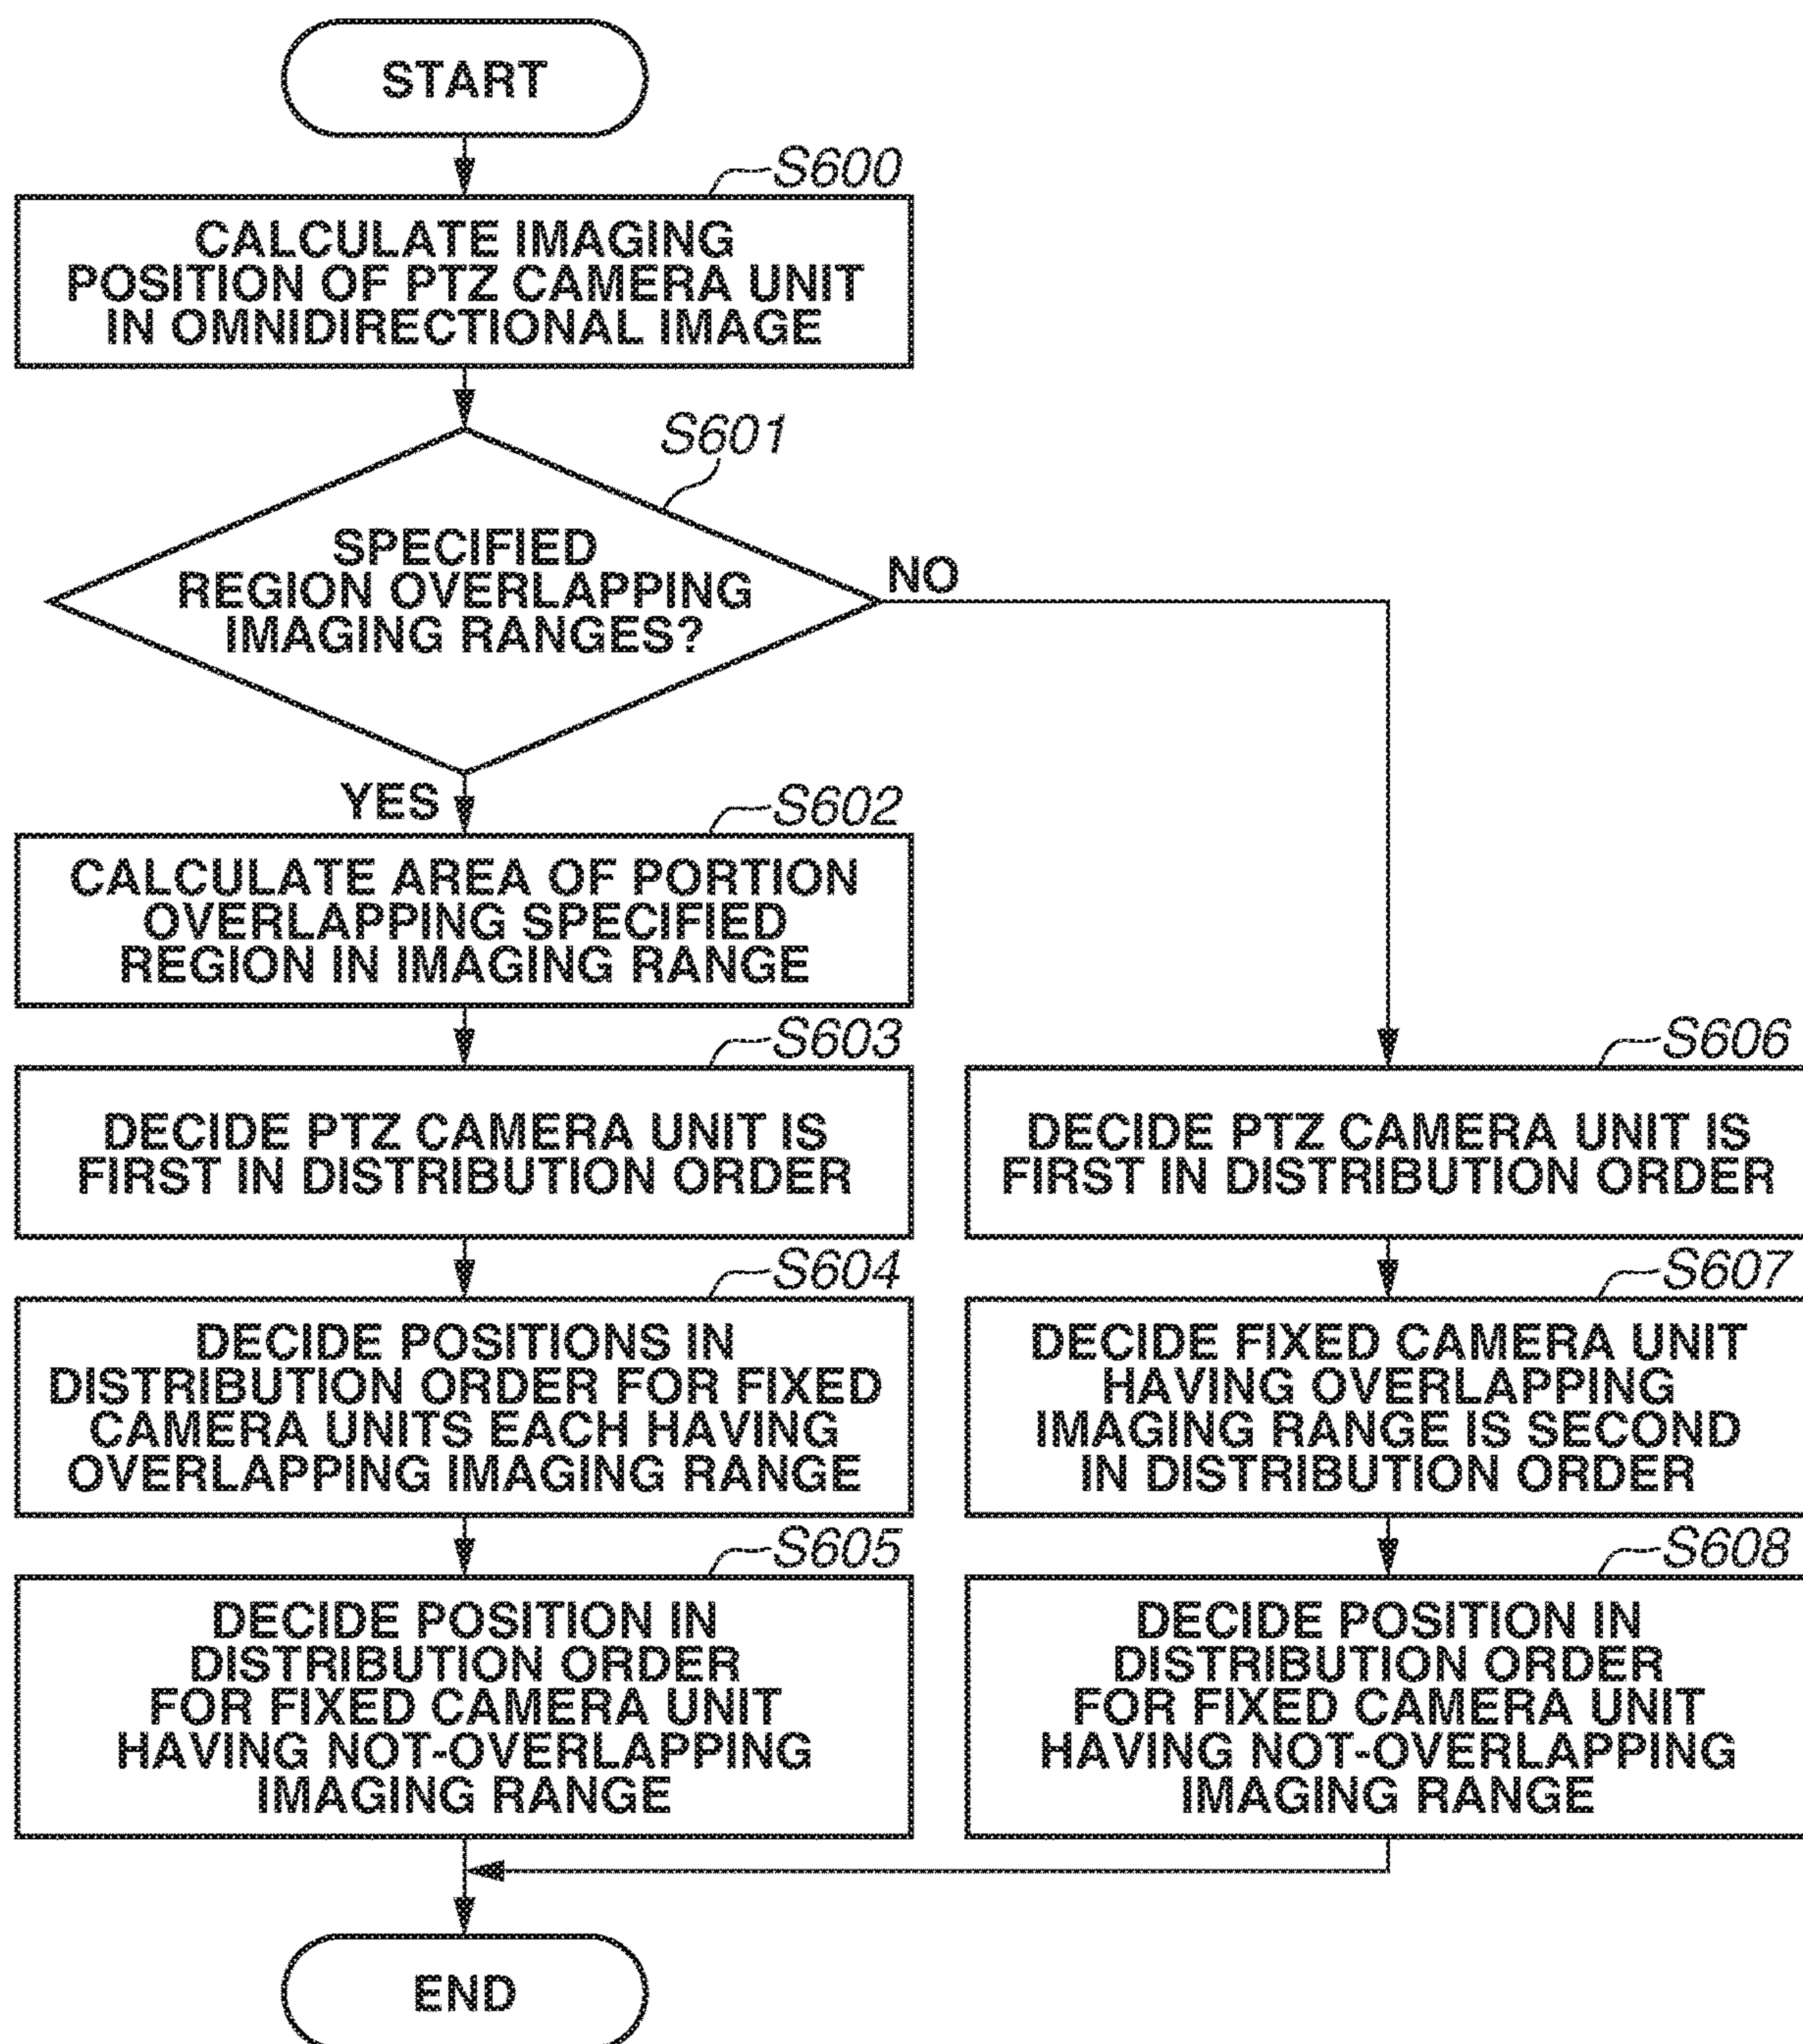 START
S600
CALCULATE IMAGING
POSITION OF PTZ CAMERA UNIT
IN OMNIDIRECTIONAL IMAGE
S601
SPECIFIED
REGION OVERLAPPING
IMAGING RANGES?
NO
YES
S602
CALCULATE AREA OF PORTION
OVERLAPPING SPECIFIED
REGION IN IMAGING RANGE
S603
DECIDE PTZ CAMERA UNIT IS
FIRST IN DISTRIBUTION ORDER
S604
DECIDE POSITIONS IN
DISTRIBUTION ORDER FOR FIXED
CAMERA UNITS EACH HAVING
OVERLAPPING IMAGING RANGE
S605
DECIDE POSITION IN
DISTRIBUTION ORDER
FOR FIXED CAMERA UNIT
HAVING NOT-OVERLAPPING
IMAGING RANGE
S606
DECIDE PTZ CAMERA UNIT IS
FIRST IN DISTRIBUTION ORDER
S607
DECIDE FIXED CAMERA UNIT
HAVING OVERLAPPING
IMAGING RANGE IS SECOND
IN DISTRIBUTION ORDER
S608
DECIDE POSITION IN
DISTRIBUTION ORDER
FOR FIXED CAMERA UNIT
HAVING NOT-OVERLAPPING
IMAGING RANGE
END